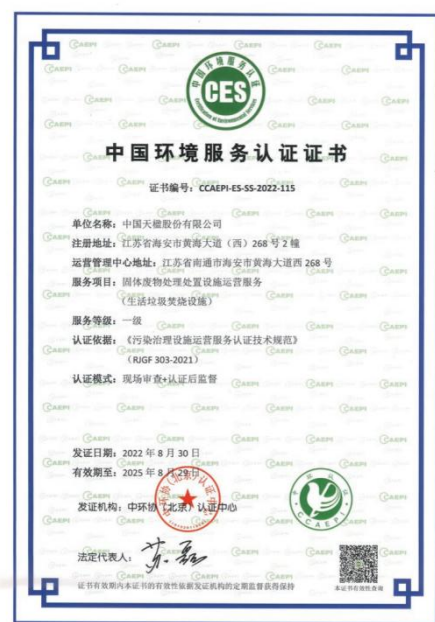 中国环境服务认证
CES
Certification of Environmental Services
中国环境服务认证证书
证书编号：CCAEPI-ES-SS-2022-115
单位名称：中国天楹股份有限公司
注册地址：江苏省海安市黄海大道（西）268号2幢
运营管理中心地址：江苏省南通市海安市黄海大道西268号
服务项目：固体废物处理处置设施运营服务
（生活垃圾焚烧设施）
服务等级：一级
认证依据：《污染治理设施运营服务认证技术规范》
（RJGF 303-2021）
认证模式：现场审查+认证后监督
发证日期：2022年8月30日
有效期至：2025年8月29日
发证机构：中环协（北京）认证中心
法定代表人：
CCAEPI
证书有效期内本证书的有效性依据发证机构的定期监督获得保持
本证书有效性查询